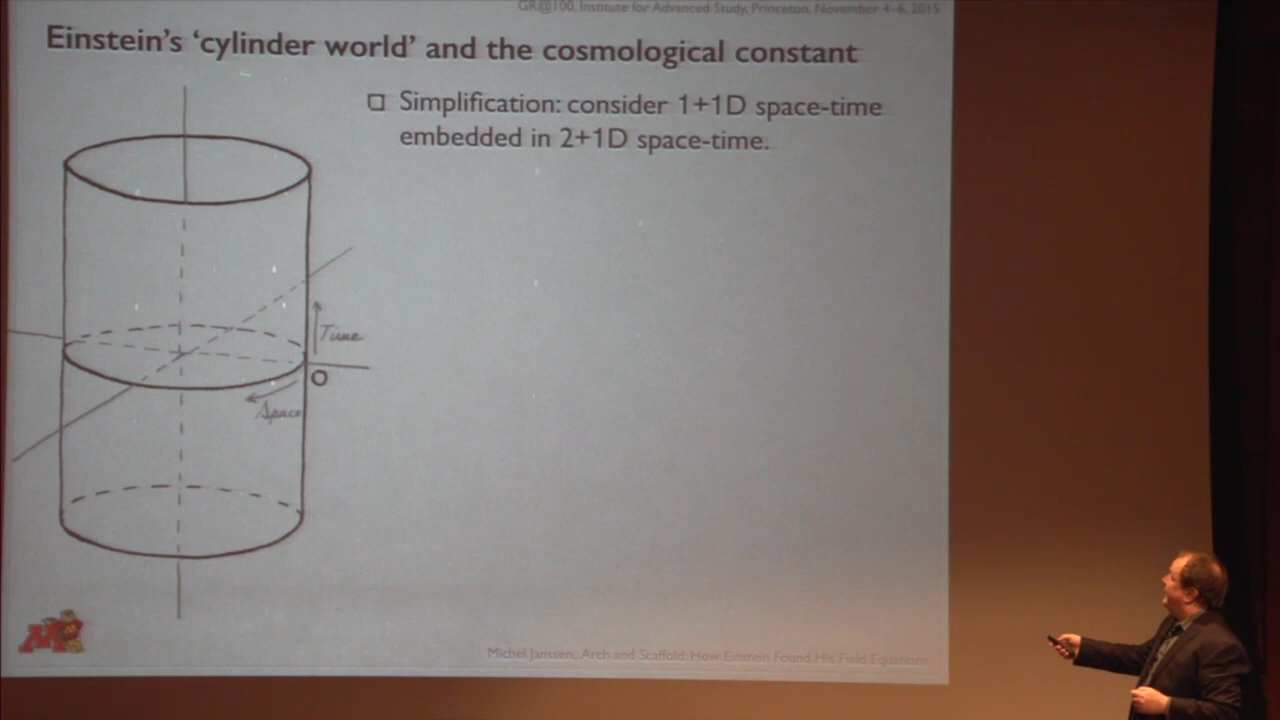 GR@100, Institute for Advanced Study, Princeton, November 4-6, 2015
Einstein's 'cylinder world' and the cosmological constant
Simplification: consider 1+1D space-time
embedded in 2+1D space-time.
Time
O
Space
M
Michel Janssen, Arch and Scaffold: How Einstein Found His Field Equations